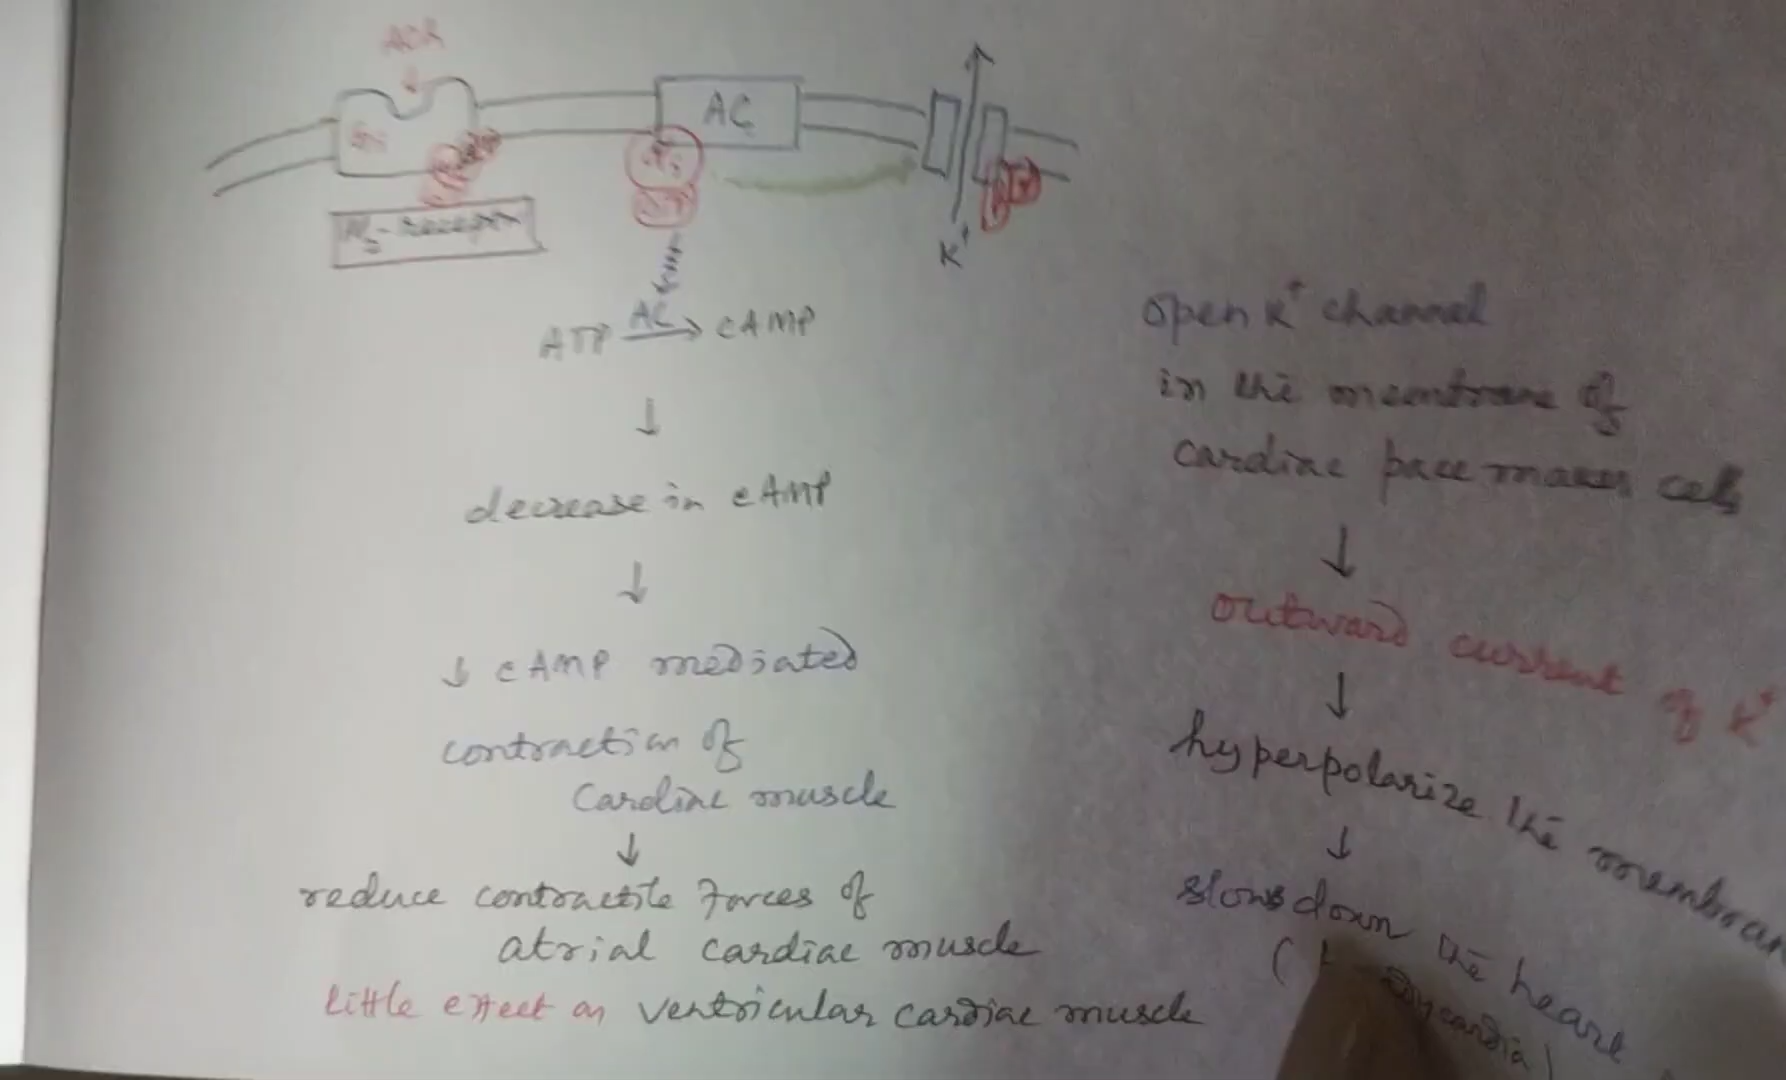 ACh
M2-receptor
AC
K+
ATP AC cAMP
decrease in cAMP
↓ cAMP mediated
contraction of
Cardiac muscle
reduce contractile forces of
atrial cardiac muscle
little effect on ventricular cardiac muscle
open K+ channel
in the membrane of
cardiac pace maker cells
outward current of K+
hyperpolarize the
slows down the heart